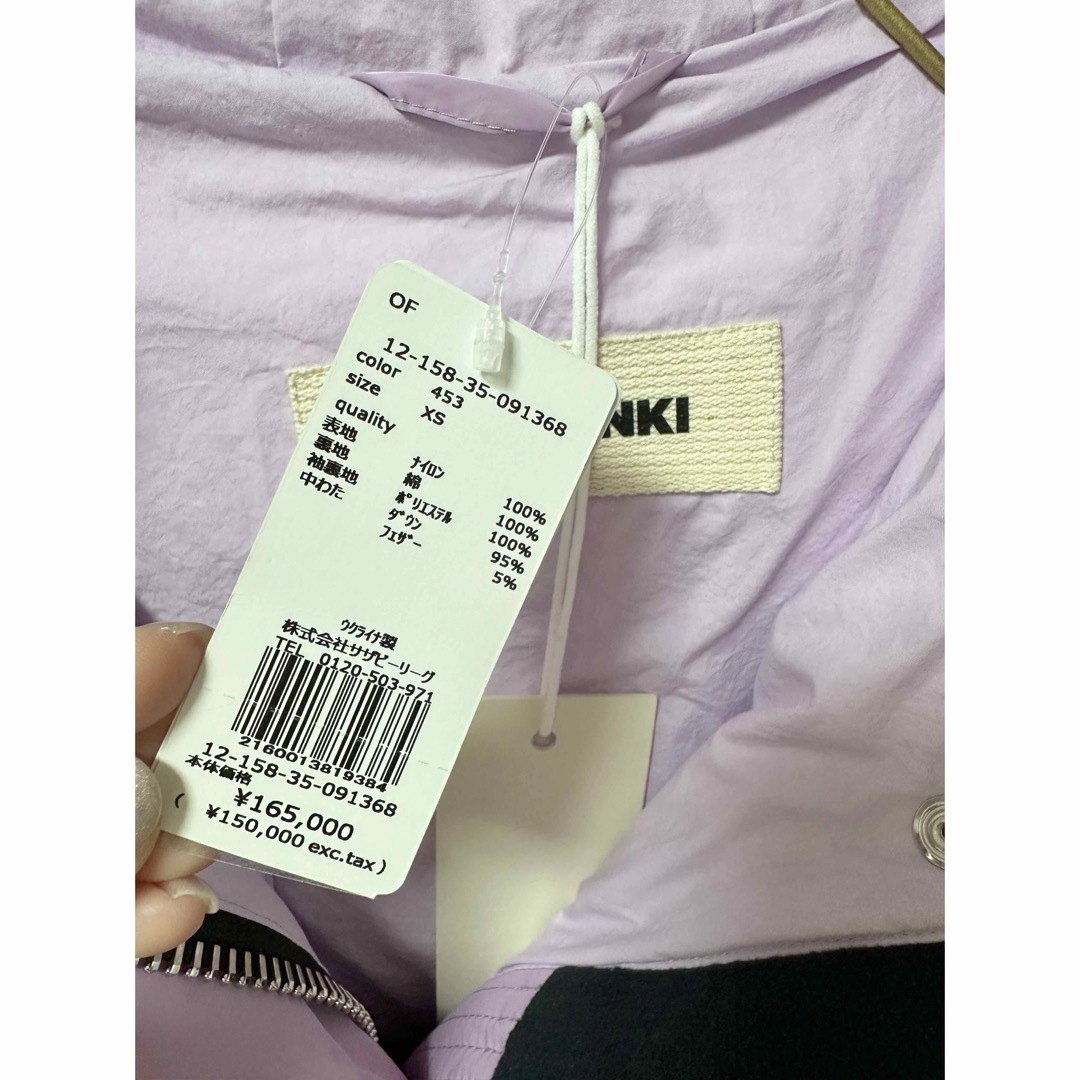 OF
12-158-35-091368
color 453
size XS
quality
表地 ﾅｲﾛﾝ 100%
裏地 綿 100%
袖裏地 ﾎﾟﾘｴｽﾃﾙ 100%
中わた ﾀﾞｳﾝ 95%
ﾌｪｻﾞｰ 5%
ｳｸﾗｲﾅ製
株式会社サザビーリーグ
TEL 0120-503-971
2160013819384
12-158-35-091368
本体価格
¥165,000
( ¥150,000 exc.tax )
NKI